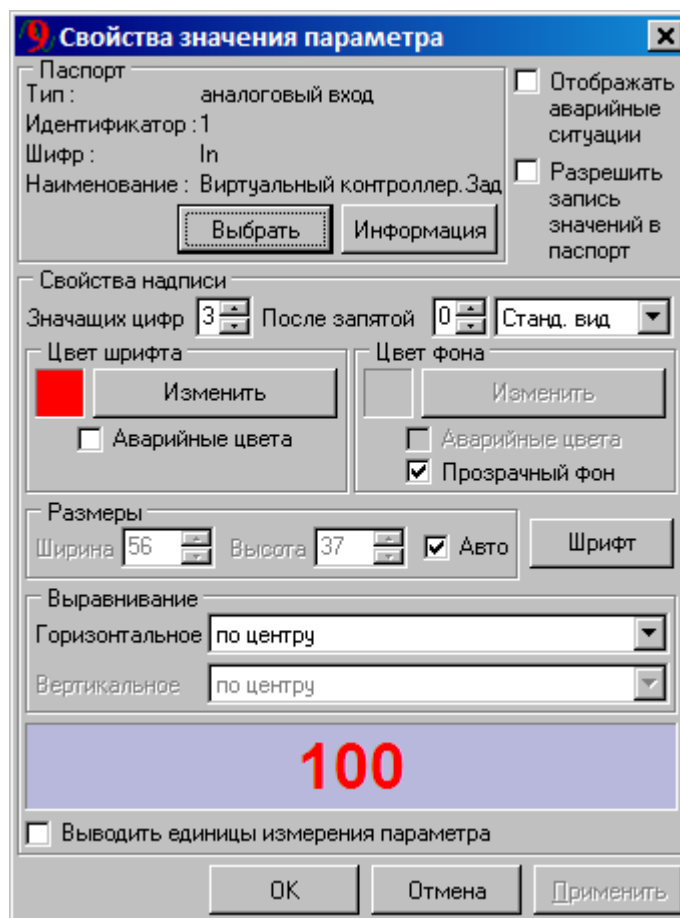 Свойства значения параметра
Паспорт
Тип : аналоговый вход
Идентификатор : 1
Шифр : In
Наименование : Виртуальный контроллер.Зад
Выбрать Информация
Отображать
аварийные
ситуации
Разрешить
запись
значений в
паспорт
Свойства надписи
Значащих цифр 3 После запятой 0 Станд. вид
Цвет шрифта
Изменить
Аварийные цвета
Цвет фона
Изменить
Аварийные цвета
Прозрачный фон
Размеры
Ширина 56 Высота 37 Авто
Шрифт
Выравнивание
Горизонтальное по центру
Вертикальное по центру
100
Выводить единицы измерения параметра
OK Отмена Применить